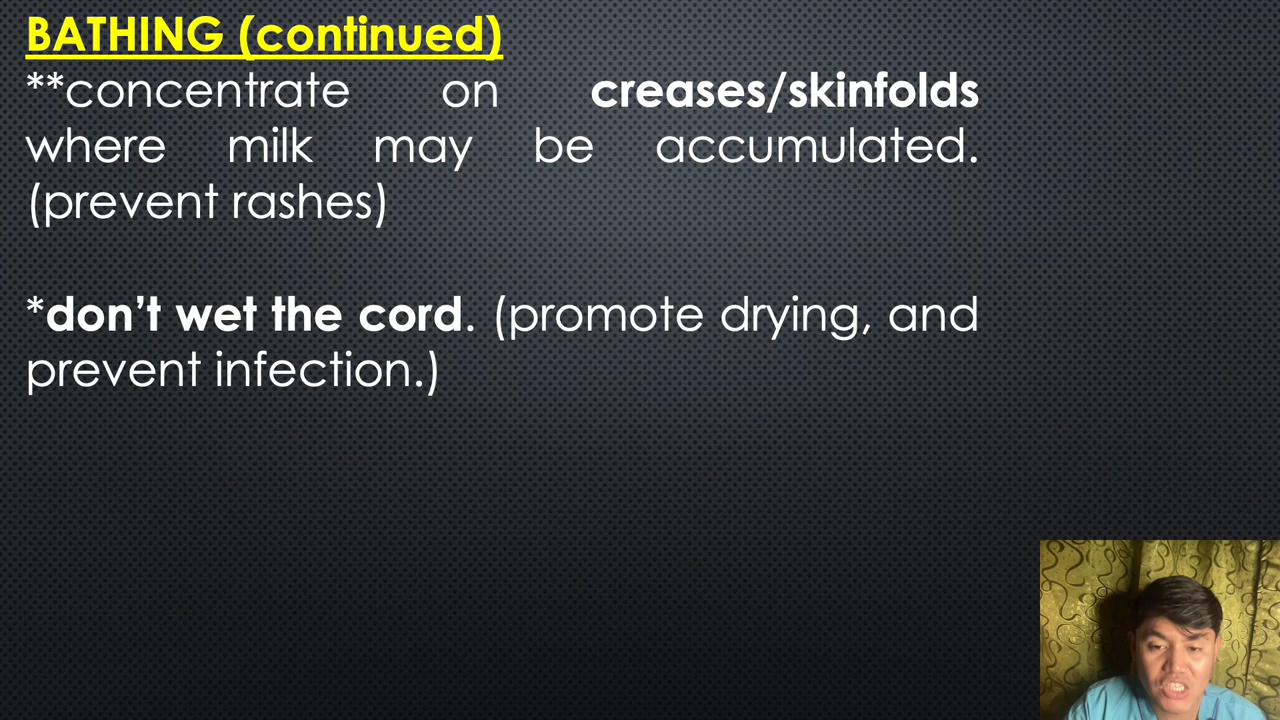 BATHING (continued)
**concentrate on creases/skinfolds
where milk may be accumulated.
(prevent rashes)
*don’t wet the cord. (promote drying, and
prevent infection.)